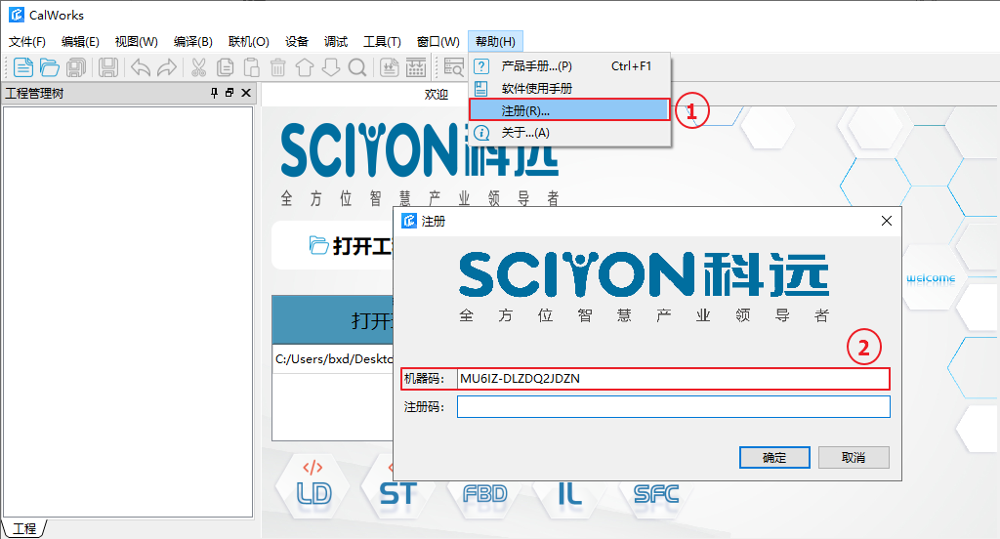 CalWorks
文件(F) 编辑(E) 视图(W) 编译(B) 联机(O) 设备 调试 工具(T) 窗口(W) 帮助(H)
产品手册...(P) Ctrl+F1
软件使用手册
注册(R)...
关于...(A)
1
工程管理树
欢迎
SCIYON科远
全方位智慧产业领导者
打开工
打开
C:/Users/bxd/Deskto
welcome
注册
SCIYON科远
全方位智慧产业领导者
2
机器码: MU6IZ-DLZDQ2JDZN
注册码:
确定 取消
</> <
LD ST FBD IL SFC
工程